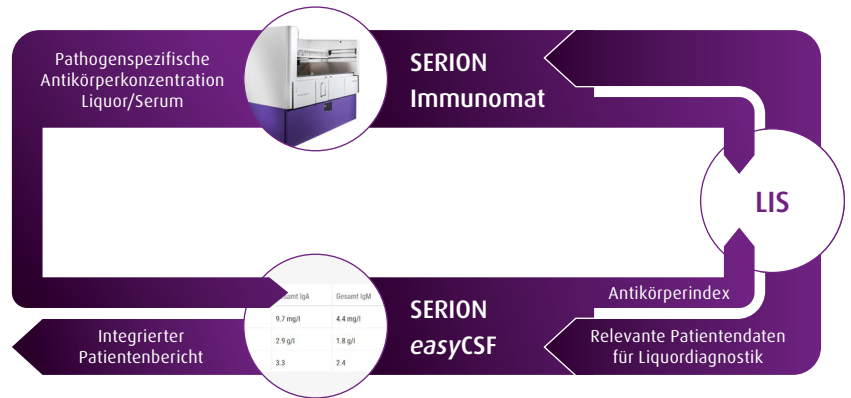 Pathogenspezifische
Antikörperkonzentration
Liquor/Serum
SERION
Immunomat
LIS
Gesamt IgM
9.7 mg/l 4.4 mg/l
2.9 g/l 1.8 g/l
3.3 2.4
SERION
easyCSF
Antikörperindex
Relevante Patientendaten
für Liquordiagnostik
Integrierter
Patientenbericht